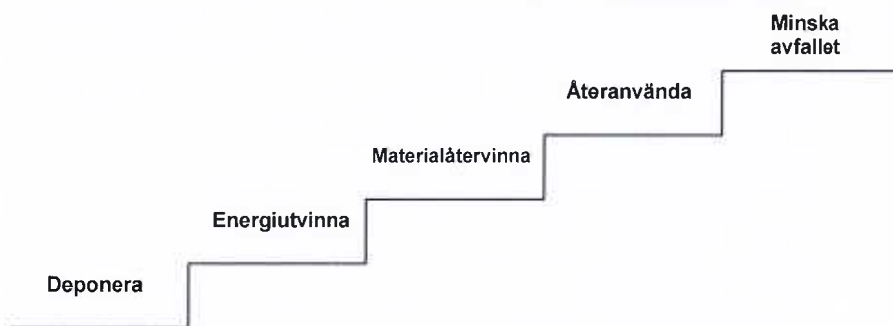 Minska
avfallet
Återanvända
Materialåtervinna
Energiutvinna
Deponera